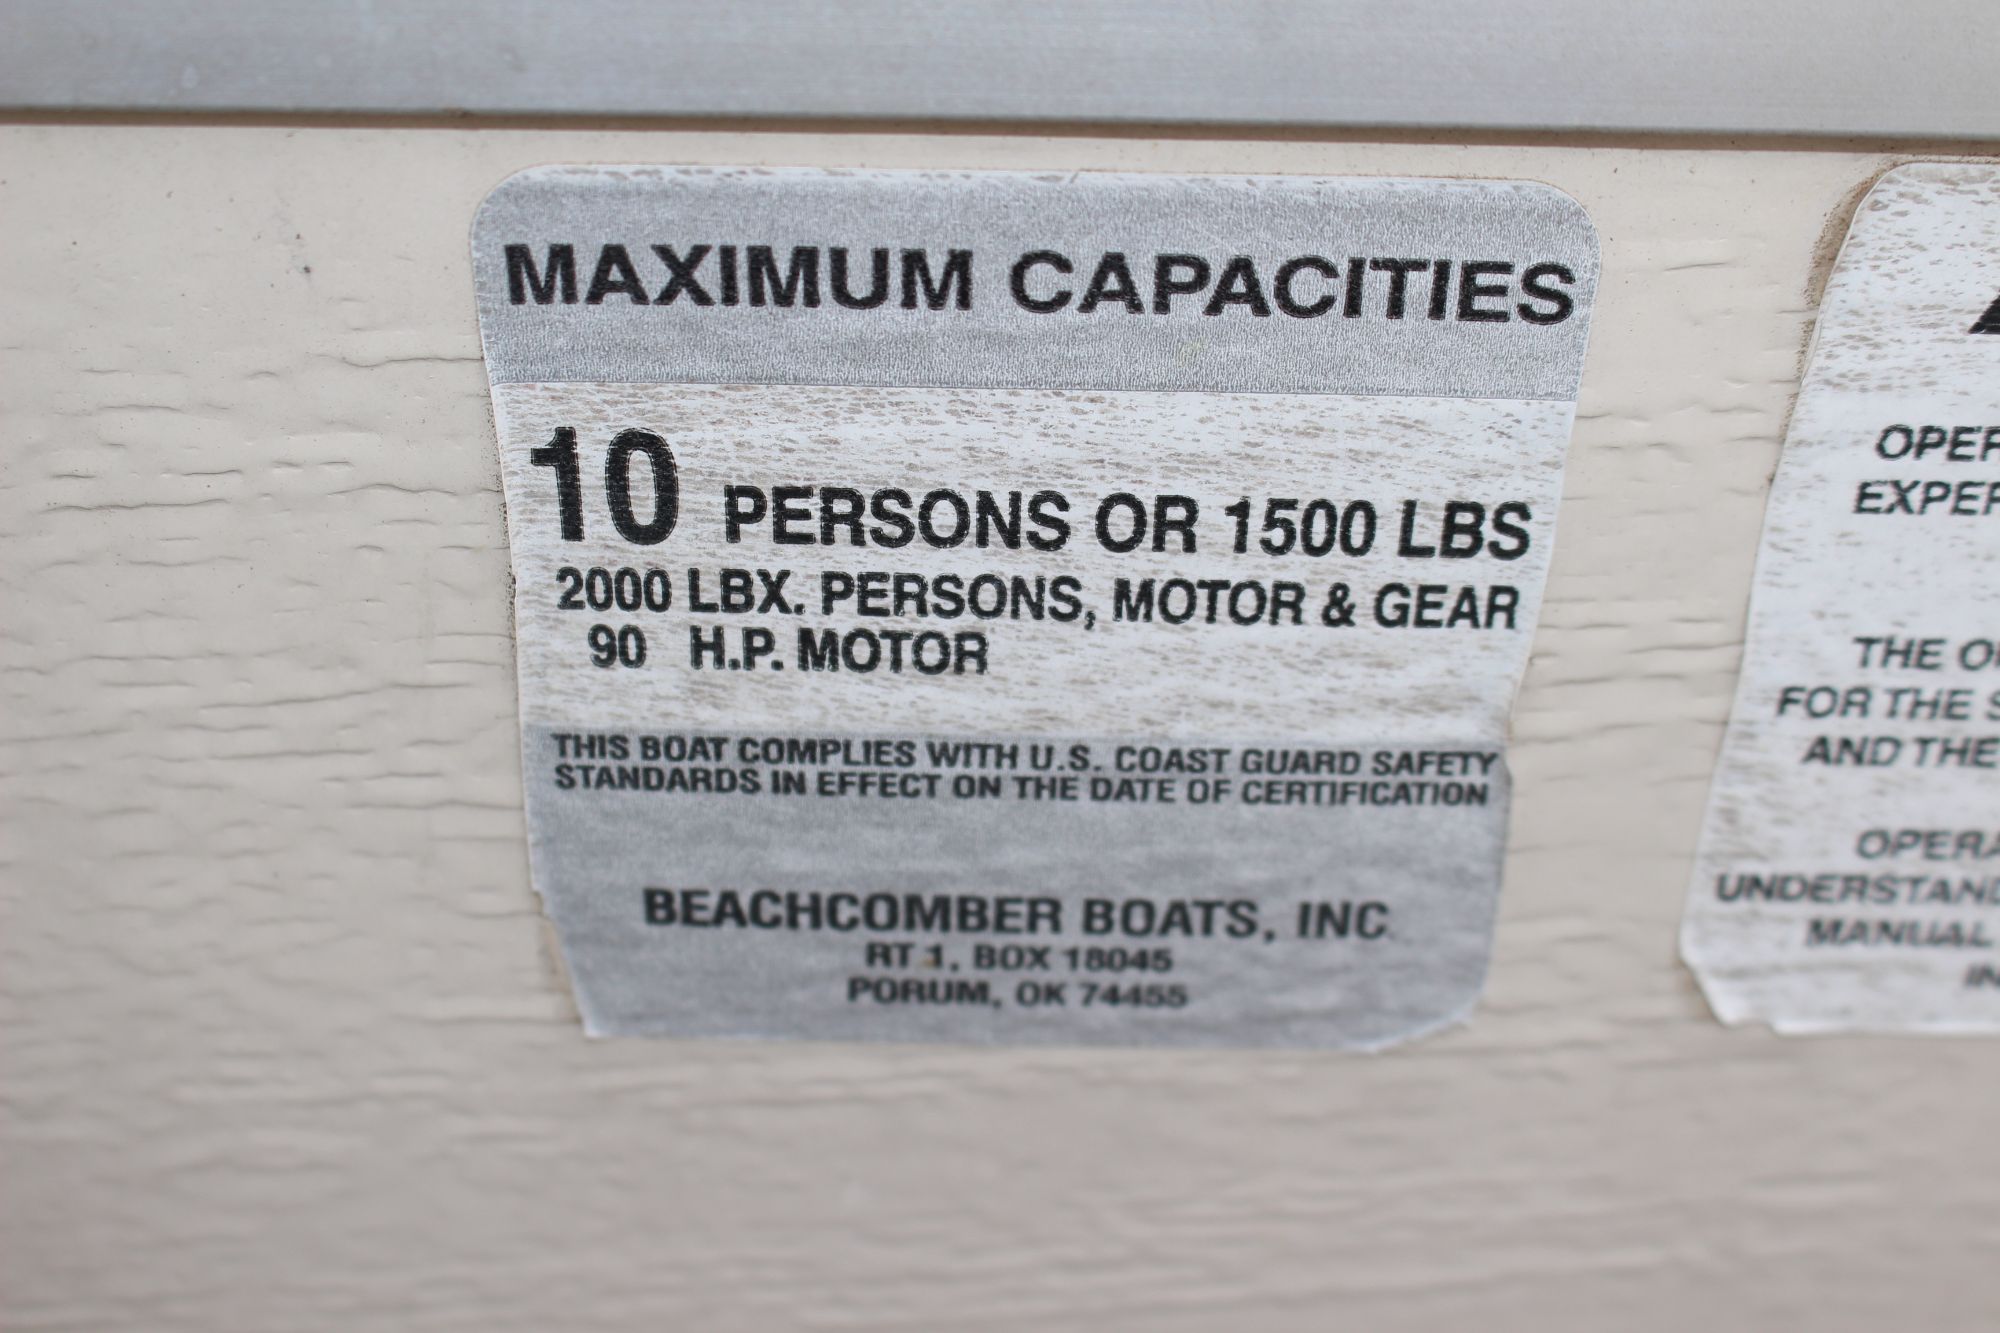 MAXIMUM CAPACITIES
10 PERSONS OR 1500 LBS
2000 LBX. PERSONS, MOTOR & GEAR
90 H.P. MOTOR
THIS BOAT COMPLIES WITH U.S. COAST GUARD SAFETY
STANDARDS IN EFFECT ON THE DATE OF CERTIFICATION
BEACHCOMBER BOATS, INC
RT 1, BOX 18045
PORUM, OK 74455
OPER
EXPER
THE O
FOR THE S
AND THE
OPERA
UNDERSTAND
MANUAL
IN